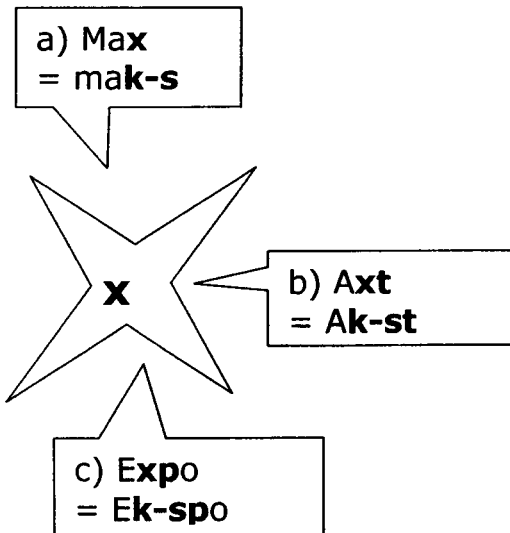 a) Max
= mak-s
x
b) Axt
= Ak-st
c) Expo
= Ek-spo